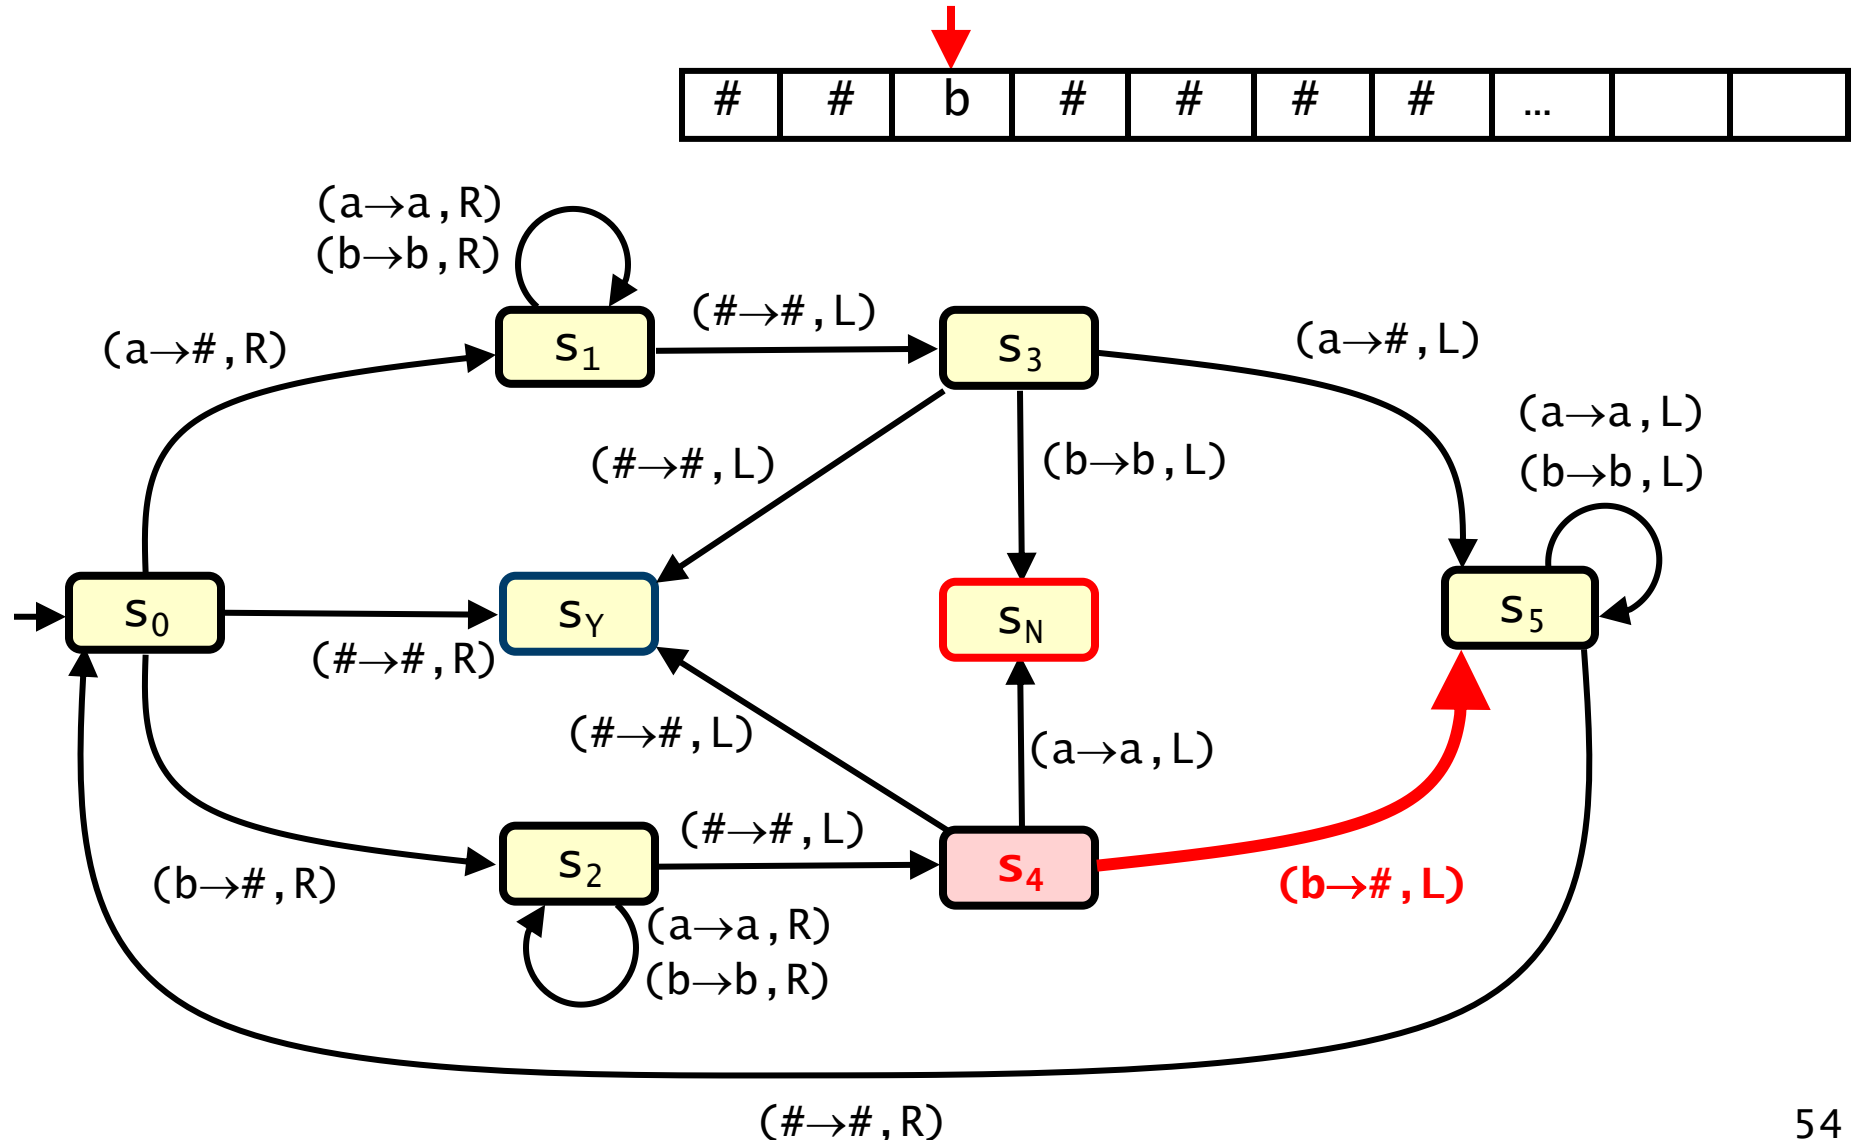 # # b # # # # ...
(a→a,R)
(b→b,R)
(a→#,R)
s1
(#→#,L)
s3
(a→#,L)
(a→a,L)
(b→b,L)
(#→#,L)
(b→b,L)
s0
sY
sN
s5
(#→#,R)
(#→#,L)
(a→a,L)
(b→#,R)
s2
(#→#,L)
s4
(b→#,L)
(a→a,R)
(b→b,R)
(#→#,R)
54